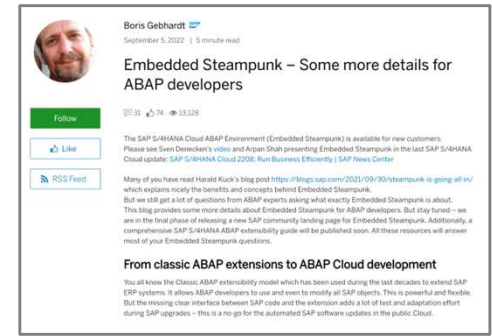 Boris Gebhardt SAP
September 5, 2022 | 5 minute read
Embedded Steampunk – Some more details for
ABAP developers
31 74 13,128
Follow
Like
RSS Feed
The SAP S/4HANA Cloud ABAP Environment (Embedded Steampunk) is available for new customers.
Please see Sven Denecken's video and Arpan Shah presenting Embedded Steampunk in the last SAP S/4HANA
Cloud update: SAP S/4HANA Cloud 2208: Run Business Efficiently | SAP News Center
Many of you have read Harald Kuck's blog post https://blogs.sap.com/2021/09/30/steampunk-is-going-all-in/
which explains nicely the benefits and concepts behind Embedded Steampunk.
But we still get a lot of questions from ABAP experts asking what exactly Embedded Steampunk is about.
This blog provides some more details about Embedded Steampunk for ABAP developers. But stay tuned – we
are in the final phase of releasing a new SAP community landing page for Embedded Steampunk. Additionally, a
comprehensive SAP S/4HANA ABAP extensibility guide will be published soon. All these resources will answer
most of your Embedded Steampunk questions.
From classic ABAP extensions to ABAP Cloud development
You all know the Classic ABAP extensibility model which has been used during the last decades to extend SAP
ERP systems. It allows ABAP developers to use and even to modify all SAP objects. This is powerful and flexible.
But the missing clear interface between SAP code and the extension adds a lot of test and adaptation effort
during SAP upgrades – this is a no-go for the automated SAP software updates in the public Cloud.